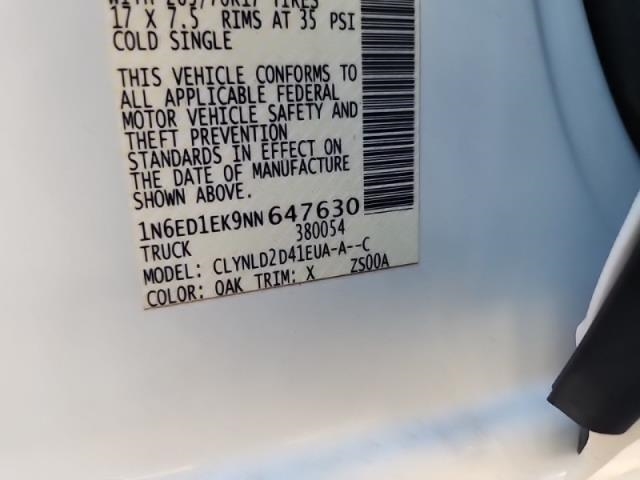 17 X 7.5 RIMS AT 35 PSI
COLD SINGLE
THIS VEHICLE CONFORMS TO
ALL APPLICABLE FEDERAL
MOTOR VEHICLE SAFETY AND
THEFT PREVENTION
STANDARDS IN EFFECT ON
THE DATE OF MANUFACTURE
SHOWN ABOVE.
1N6ED1EK9NN647630
TRUCK 380054
MODEL: CLYNLD2D41EUA-A--C
COLOR: OAK TRIM: X ZS00A